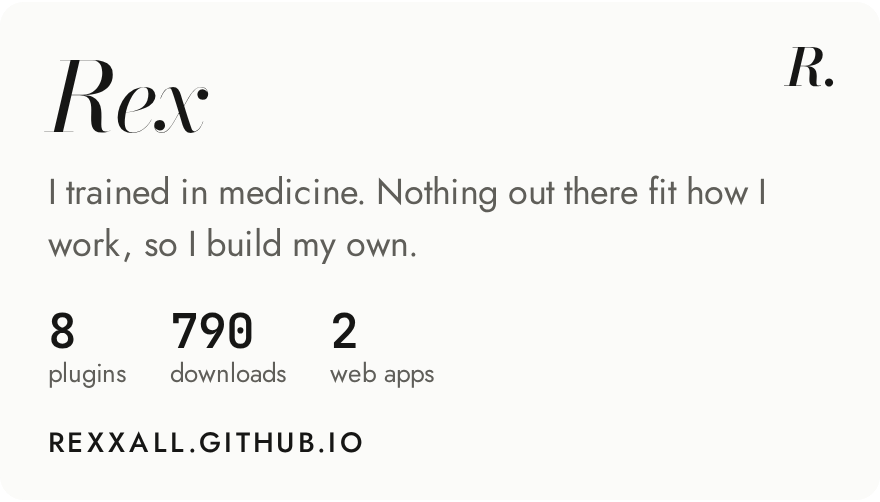 Rex
R.
I trained in medicine. Nothing out there fit how I
work, so I build my own.
8 790 2
plugins downloads web apps
REXXALL.GITHUB.IO